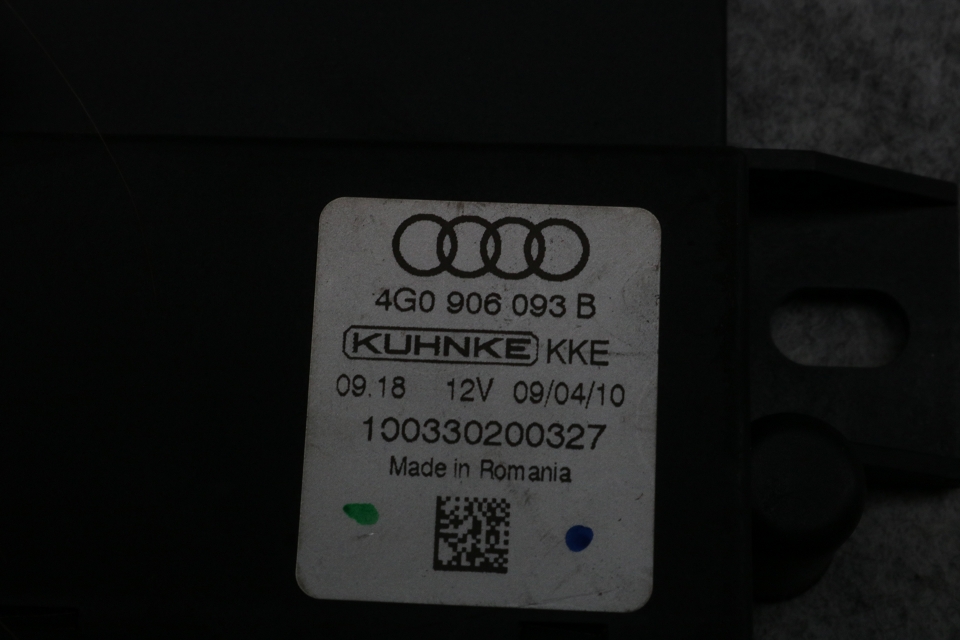 4G0 906 093 B
KUHNKE KKE
09.18 12V 09/04/10
100330200327
Made in Romania